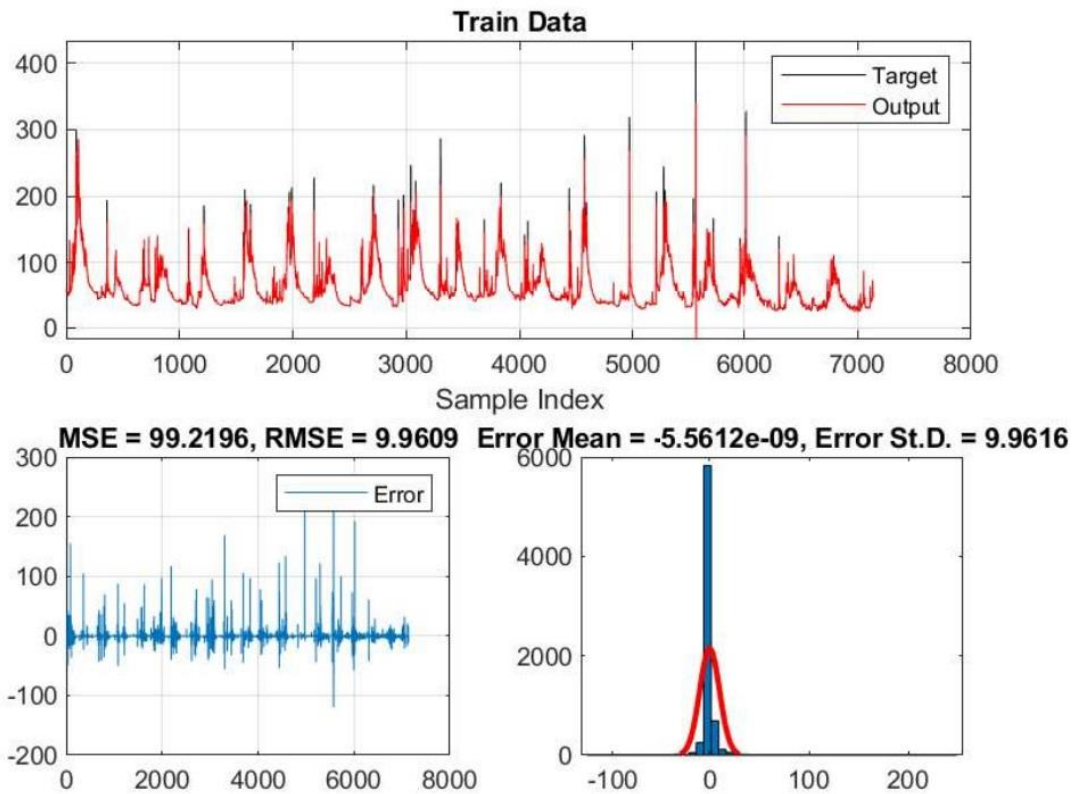 Train Data
400
300
200
100
0
Target
Output
0 1000 2000 3000 4000 5000 6000 7000 8000
Sample Index
MSE = 99.2196, RMSE = 9.9609
300
200
100
0
-100
-200
Error
0 2000 4000 6000 8000
Error Mean = -5.5612e-09, Error St.D. = 9.9616
6000
4000
2000
0
-100 0 100 200